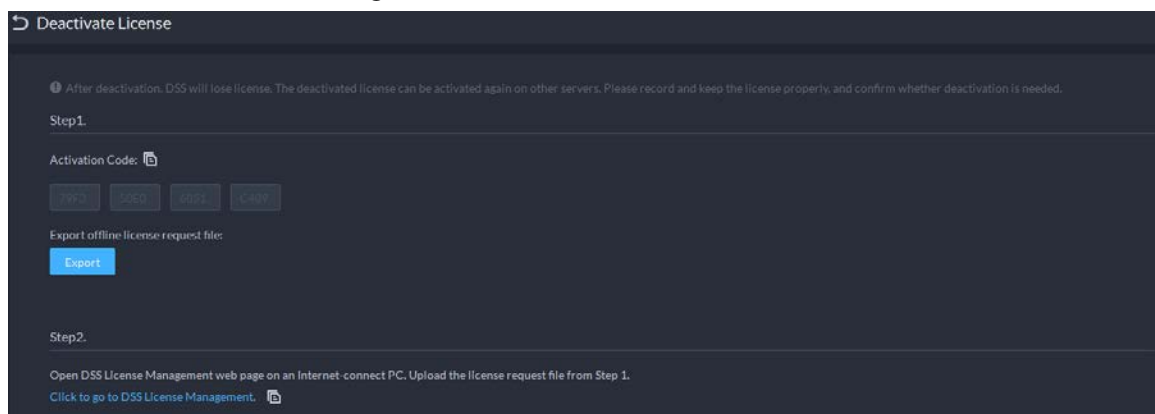 Deactivate License
After deactivation, DSS will lose license. The deactivated license can be activated again on other servers. Please record and keep the license properly, and confirm whether deactivation is needed.
Step1.
Activation Code:
Export offline license request file:
Export
Step2.
Open DSS License Management web page on an Internet-connect PC. Upload the license request file from Step 1.
Click to go to DSS License Management.